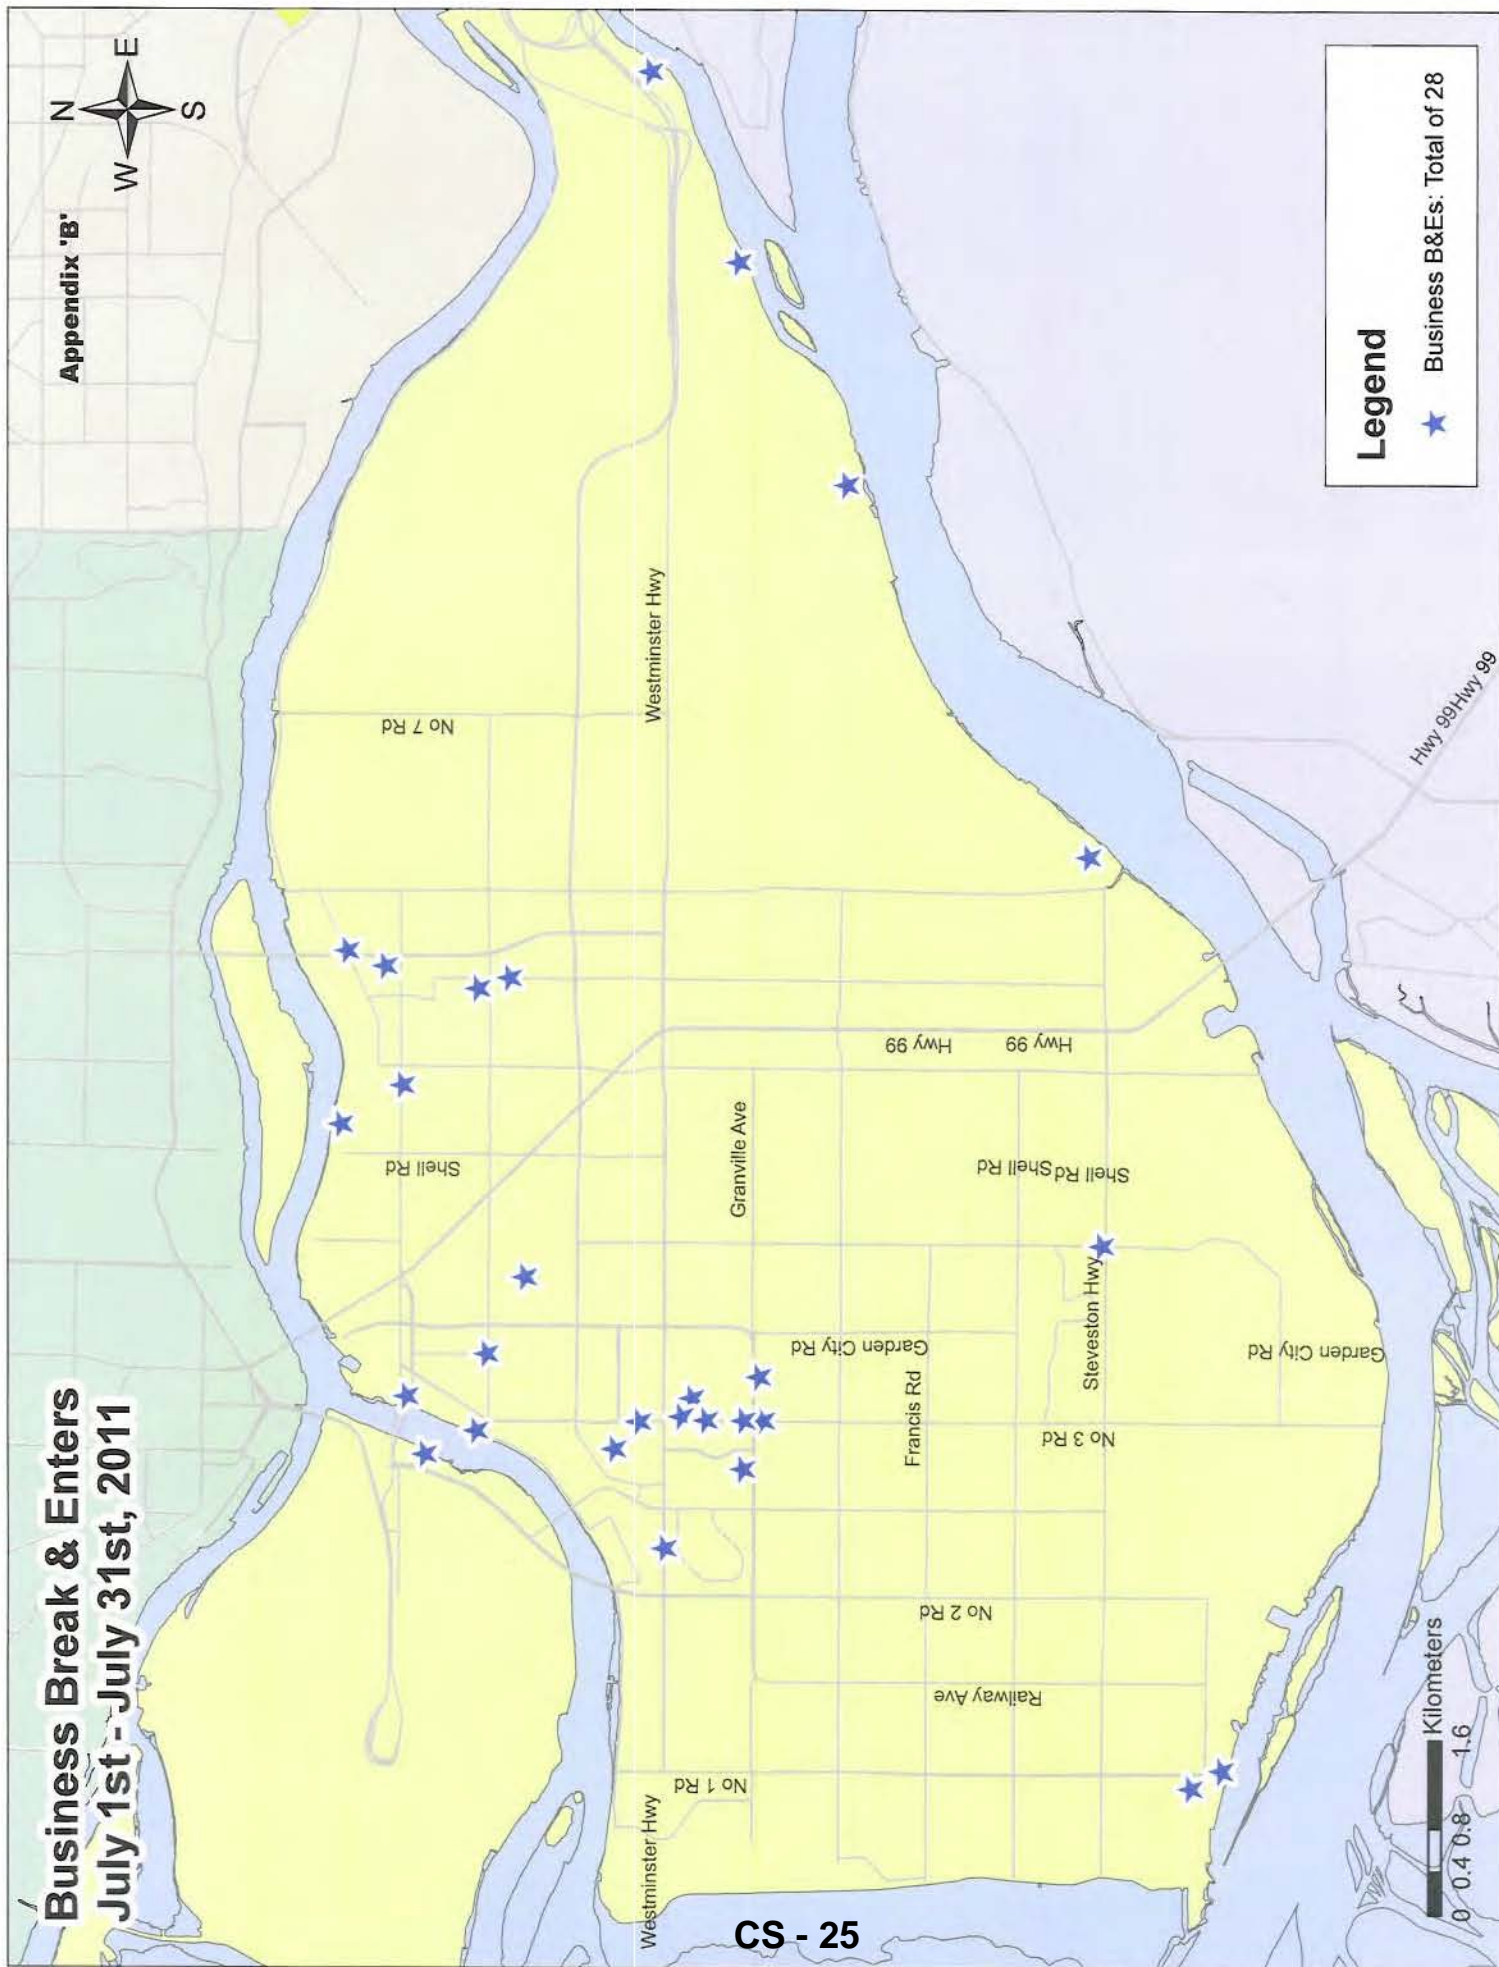 Business Break & Enters
July 1st - July 31st, 2011
Appendix 'B'
N
W
E
S
No 7 Rd
Westminster Hwy
Hwy 99
Hwy 99
Hwy 99
Hwy 99
Shell Rd
Granville Ave
Shell Rd
Shell Rd
Garden City Rd
Steveston Hwy
Garden City Rd
Francis Rd
No 3 Rd
No 2 Rd
Railway Ave
No 1 Rd
Westminster Hwy
Legend
Business B&Es: Total of 28
Kilometers
0 0.4 0.8 1.6
CS - 25